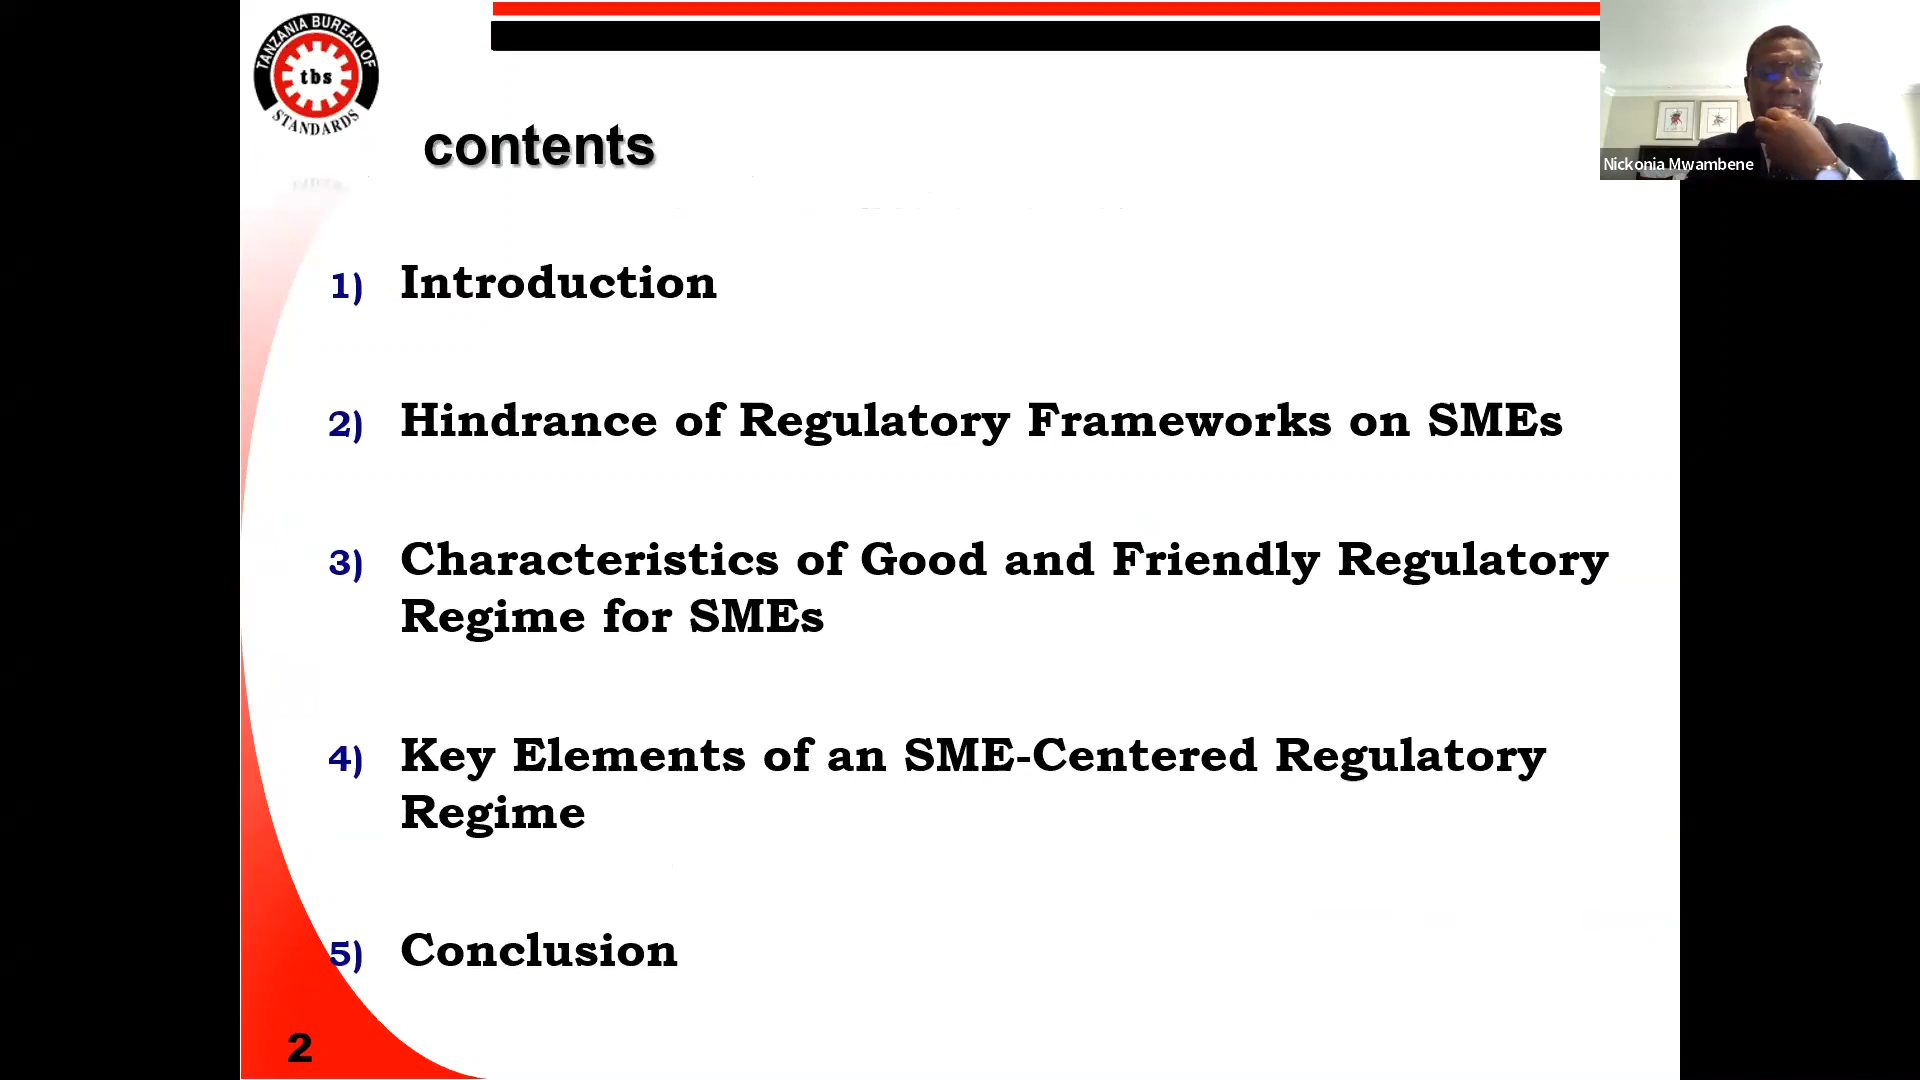 TANZANIA BUREAU OF
tbs
STANDARDS
contents
1) Introduction
2) Hindrance of Regulatory Frameworks on SMEs
3) Characteristics of Good and Friendly Regulatory
Regime for SMEs
4) Key Elements of an SME-Centered Regulatory
Regime
5) Conclusion
2
Nickonia Mwambene